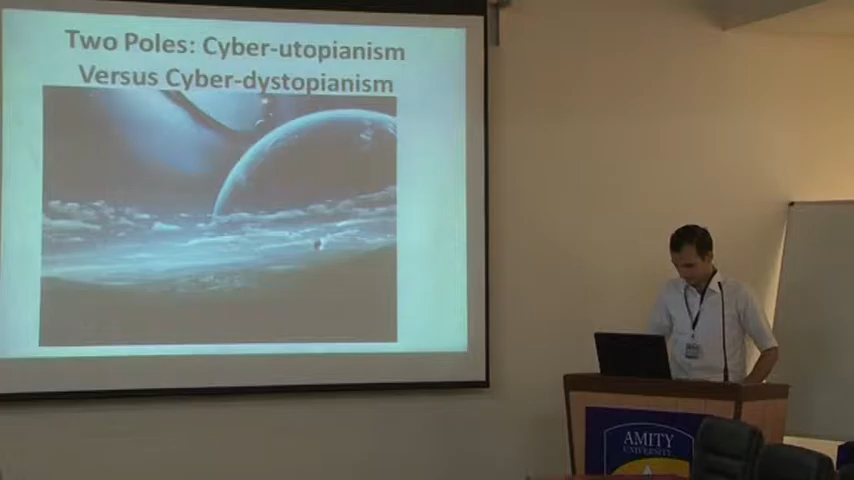 Two Poles: Cyber-utopianism
Versus Cyber-dystopianism
AMITY
UNIVERSITY